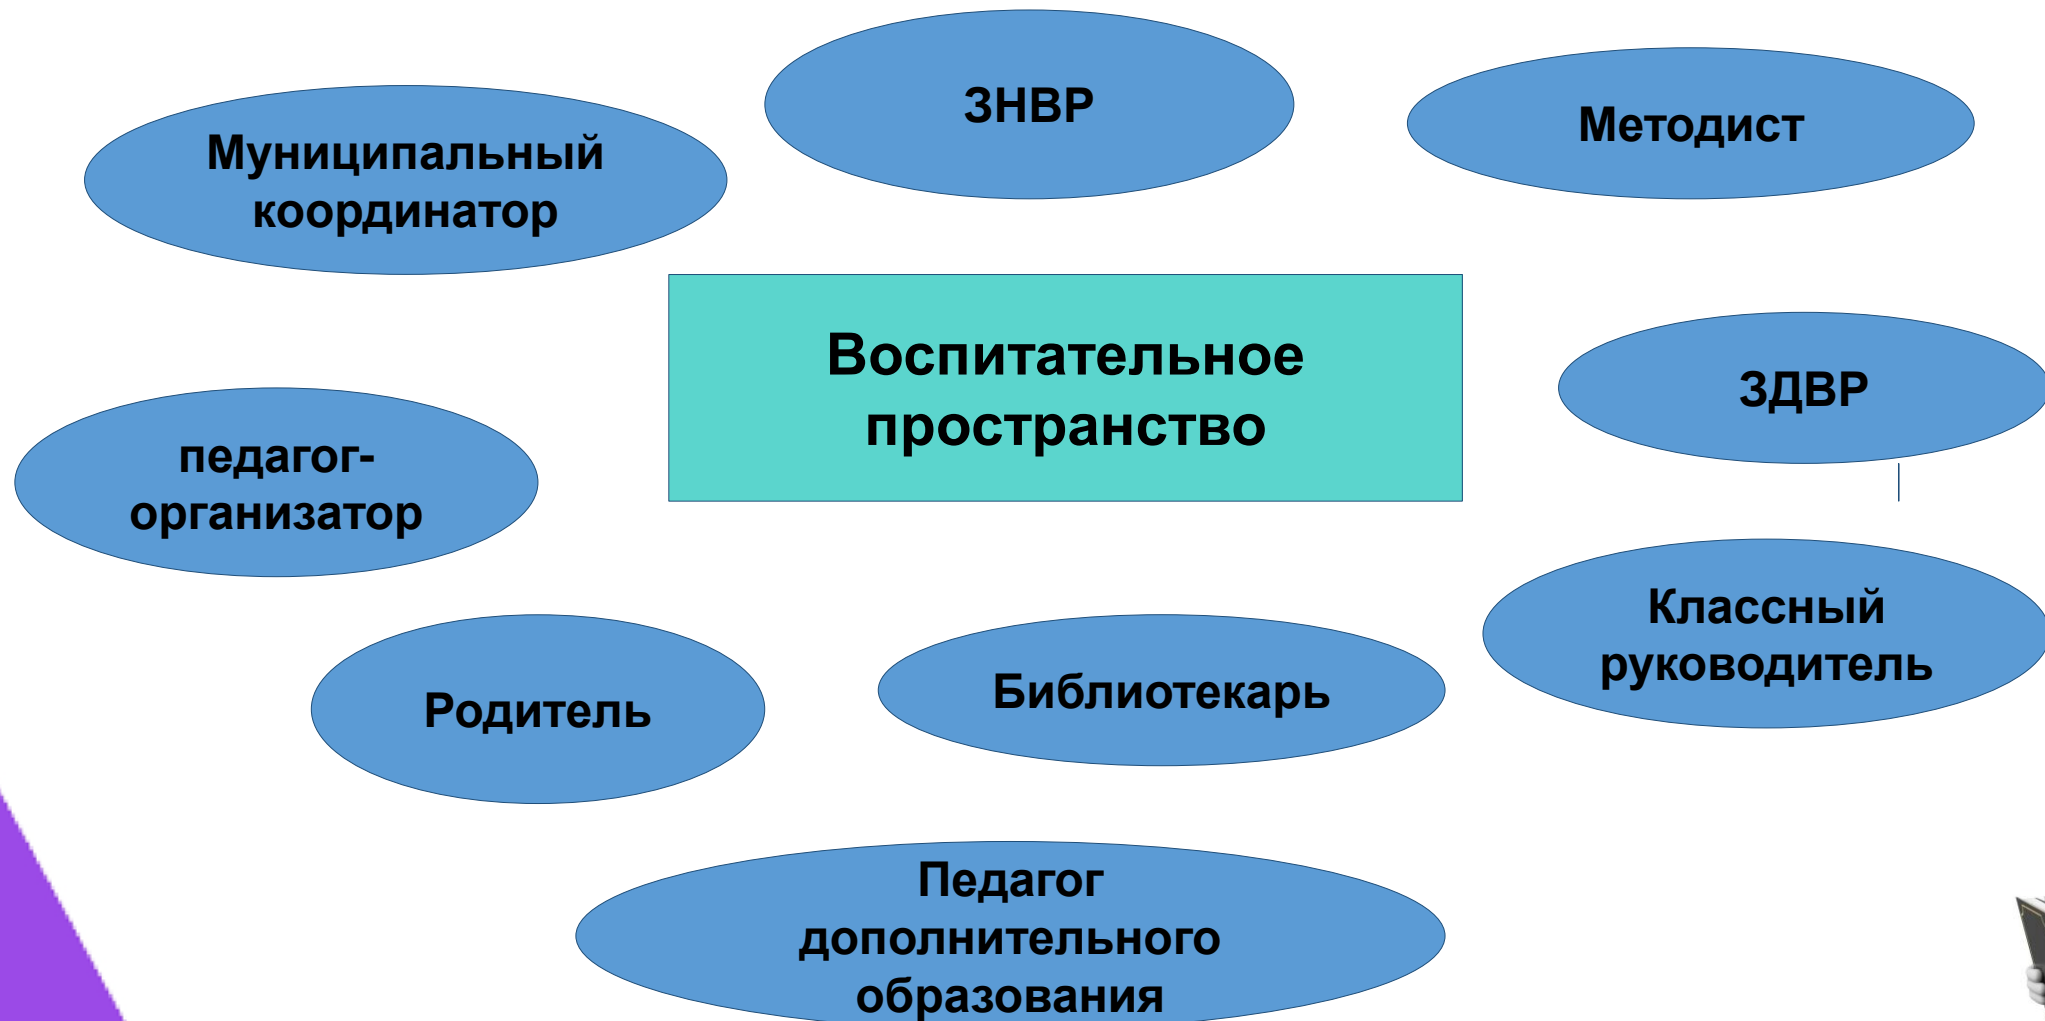 ЗНВР
Методист
Муниципальный
координатор
Воспитательное
пространство
ЗДВР
педагог-
организатор
Классный
руководитель
Родитель
Библиотекарь
Педагог
дополнительного
образования